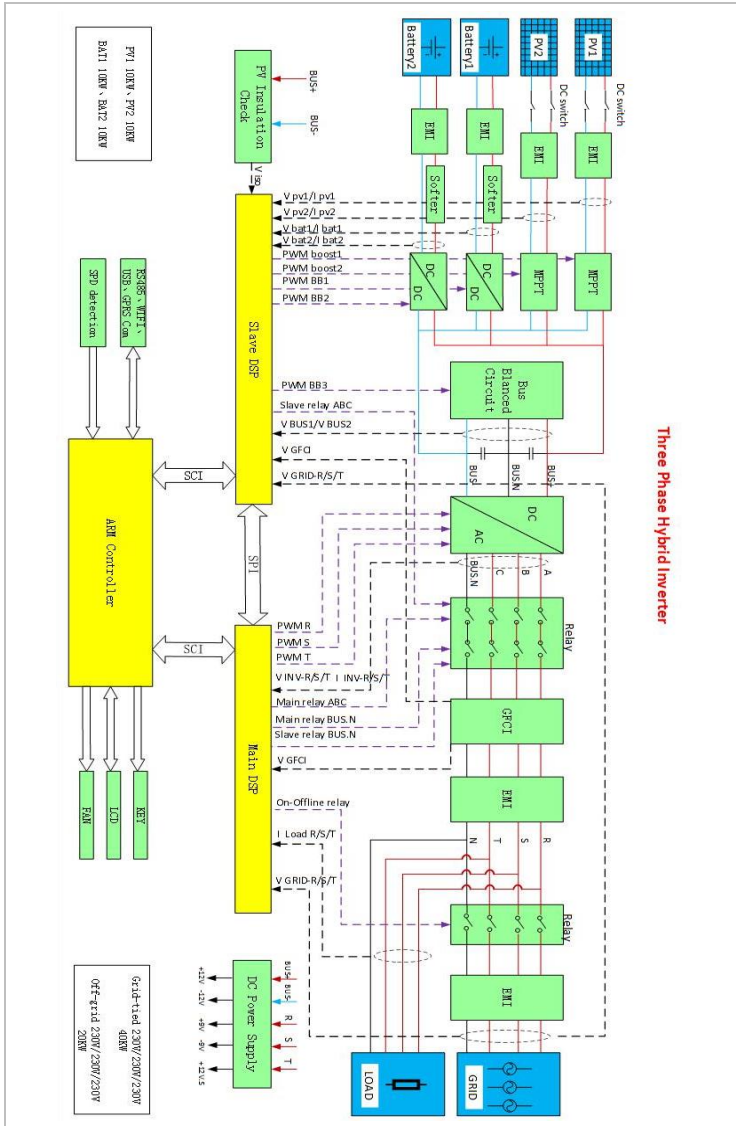 Three Phase Hybrid Inverter
PV1 10KW、PV2 10KW
BAT1 10KW、BAT2 10KW
Battery2
Battery1
PV2
PV1
DC switch
DC switch
EMI
EMI
EMI
EMI
Softer
Softer
DC
DC
DC
DC
MPPT
MPPT
PV Insulation
Check
BUS+
BUS-
V iso
V pv1/I pv1
V pv2/I pv2
V bat1/I bat1
V bat2/I bat2
PWM boost1
PWM boost2
PWM BB1
PWM BB2
Slave DSP
PWM BB3
Slave relay ABC
V BUS1/V BUS2
V GFCI
V GRID-R/S/T
Bus
Blanced
Circuit
BUS-
BUS.N
BUS+
DC
AC
BUS.N
C
B
A
Relay
GFCI
EMI
N
T
S
R
Relay
EMI
GRID
LOAD
SPD detection
RS485、WIFI、
USB、GPRS Com
SCI
SPI
SCI
ARM Controller
FAN
LCD
KEY
Main DSP
PWM R
PWM S
PWM T
V INV-R/S/T
I INV-R/S/T
Main relay ABC
Main relay BUS.N
Slave relay BUS.N
V GFCI
On-Offline relay
I Load R/S/T
V GRID-R/S/T
DC Power Supply
BUS-
R
S
T
+12V
-12V
+9V
-9V
+12V.S
Grid-tied 230V/230V/230V
40KW
Off-grid 230V/230V/230V
20KW